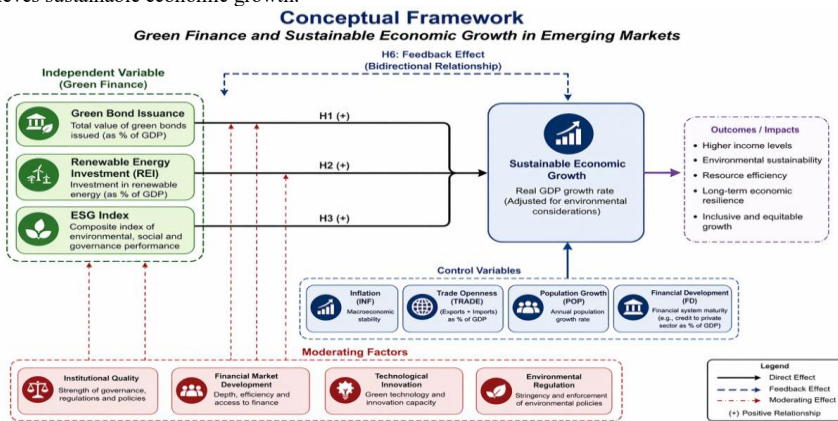 ieves sustainable economic growth.
Conceptual Framework
Green Finance and Sustainable Economic Growth in Emerging Markets
H6: Feedback Effect
(Bidirectional Relationship)
Independent Variable
(Green Finance)
Green Bond Issuance
Total value of green bonds
issued (as % of GDP)
Renewable Energy
Investment (REI)
Investment in renewable
energy (as % of GDP)
ESG Index
Composite index of
environmental, social and
governance performance
H1 (+)
H2 (+)
H3 (+)
Sustainable Economic
Growth
Real GDP growth rate
(Adjusted for environmental
considerations)
Outcomes / Impacts
• Higher income levels
• Environmental sustainability
• Resource efficiency
• Long-term economic
resilience
• Inclusive and equitable
growth
Control Variables
Inflation
(INF)
Macroeconomic
stability
Trade Openness
(TRADE)
(Exports + Imports)
as % of GDP
Population Growth
(POP)
Annual population
growth rate
Financial Development
(FD)
Financial system maturity
(e.g., credit to private
sector as % of GDP)
Moderating Factors
Institutional Quality
Strength of governance,
regulations and policies
Financial Market
Development
Depth, efficiency and
access to finance
Technological
Innovation
Green technology and
innovation capacity
Environmental
Regulation
Stringency and enforcement
of environmental policies
Legend
Direct Effect
Feedback Effect
Moderating Effect
(+) Positive Relationship